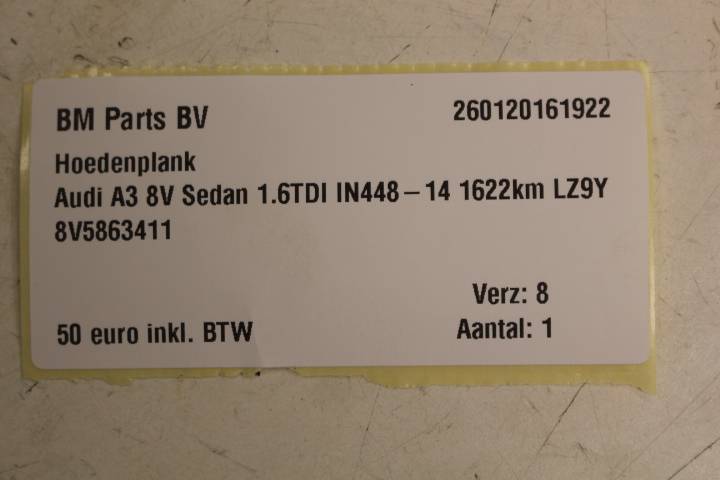 BM Parts BV 260120161922
Hoedenplank
Audi A3 8V Sedan 1.6TDI IN448-14 1622km LZ9Y
8V5863411
Verz: 8
50 euro inkl. BTW Aantal: 1